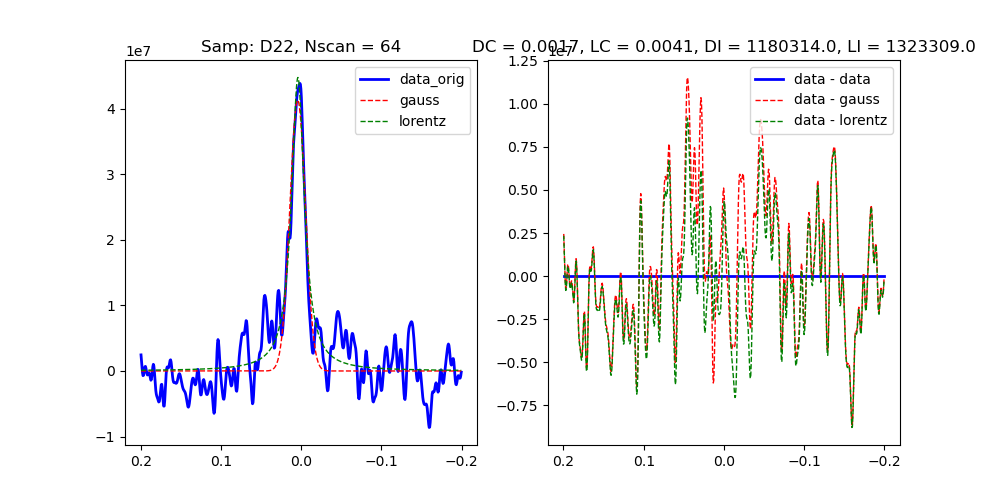 Samp: D22, Nscan = 64
DC = 0.0017, LC = 0.0041, DI = 1180314.0, LI = 1323309.0
1e7
data_orig
gauss
lorentz
4
3
2
1
0
−1
0.2
0.1
0.0
−0.1
−0.2
1e7
data - data
data - gauss
data - lorentz
1.25
1.00
0.75
0.50
0.25
0.00
−0.25
−0.50
−0.75
0.2
0.1
0.0
−0.1
−0.2